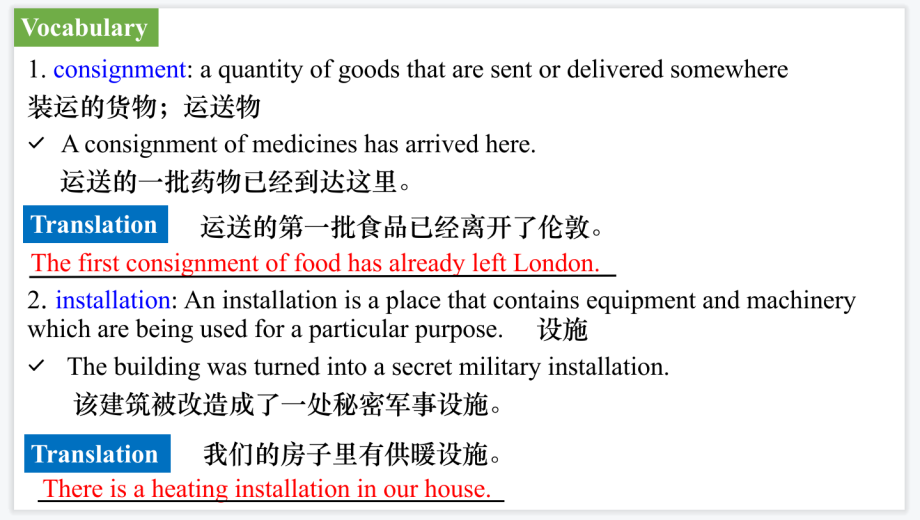 Vocabulary
1. consignment: a quantity of goods that are sent or delivered somewhere
装运的货物；运送物
✓ A consignment of medicines has arrived here.
运送的一批药物已经到达这里。
Translation 运送的第一批食品已经离开了伦敦。
The first consignment of food has already left London.
2. installation: An installation is a place that contains equipment and machinery
which are being used for a particular purpose. 设施
✓ The building was turned into a secret military installation.
该建筑被改造成了一处秘密军事设施。
Translation 我们的房子里有供暖设施。
There is a heating installation in our house.